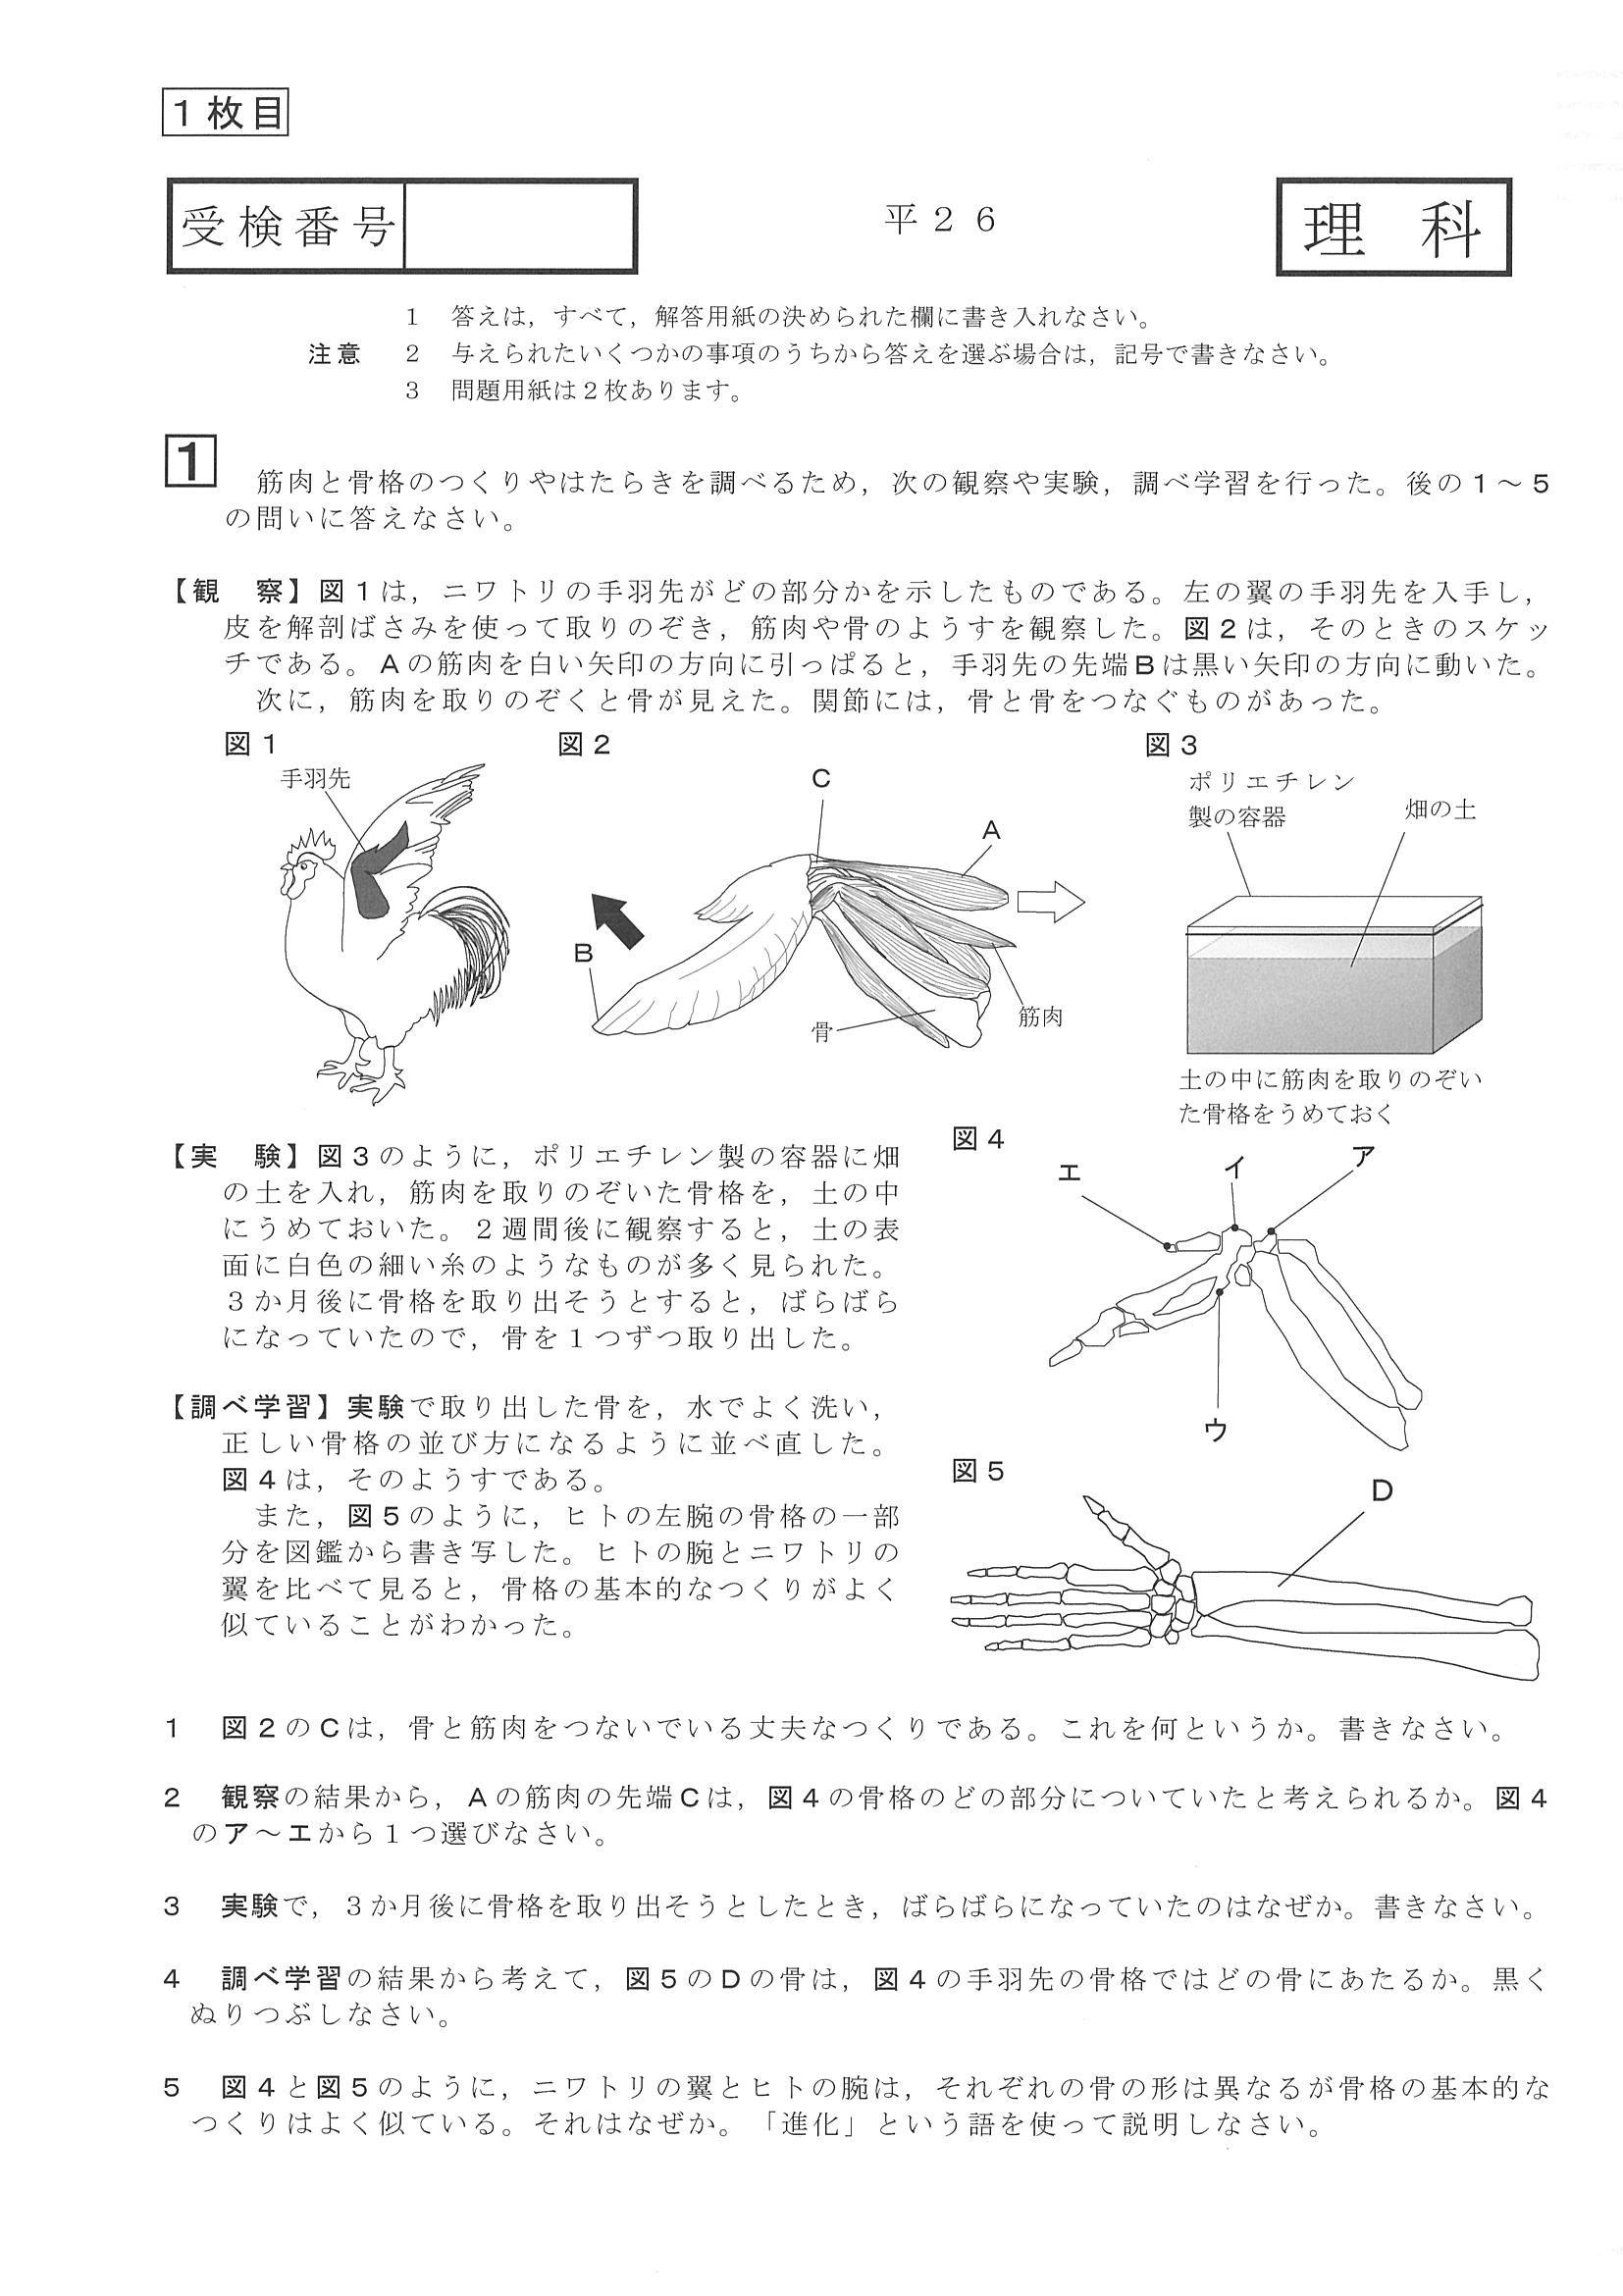 １枚目
受検番号
平２６
理　科
注意
１　答えは，すべて，解答用紙の決められた欄に書き入れなさい。
２　与えられたいくつかの事項のうちから答えを選ぶ場合は，記号で書きなさい。
３　問題用紙は２枚あります。
１
筋肉と骨格のつくりやはたらきを調べるため，次の観察や実験，調べ学習を行った。後の１～５
の問いに答えなさい。
【観　察】図１は，ニワトリの手羽先がどの部分かを示したものである。左の翼の手羽先を入手し，
皮を解剖ばさみを使って取りのぞき，筋肉や骨のようすを観察した。図２は，そのときのスケッ
チである。Ａの筋肉を白い矢印の方向に引っぱると，手羽先の先端Ｂは黒い矢印の方向に動いた。
次に，筋肉を取りのぞくと骨が見えた。関節には，骨と骨をつなぐものがあった。
図１
手羽先
図２
Ｃ
Ａ
Ｂ
骨
筋肉
図３
ポリエチレン
製の容器
畑の土
土の中に筋肉を取りのぞい
た骨格をうめておく
【実　験】図３のように，ポリエチレン製の容器に畑
の土を入れ，筋肉を取りのぞいた骨格を，土の中
にうめておいた。２週間後に観察すると，土の表
面に白色の細い糸のようなものが多く見られた。
３か月後に骨格を取り出そうとすると，ばらばら
になっていたので，骨を１つずつ取り出した。
図４
エ
イ
ア
ウ
【調べ学習】実験で取り出した骨を，水でよく洗い，
正しい骨格の並び方になるように並べ直した。
図４は，そのようすである。
また，図５のように，ヒトの左腕の骨格の一部
分を図鑑から書き写した。ヒトの腕とニワトリの
翼を比べて見ると，骨格の基本的なつくりがよく
似ていることがわかった。
図５
Ｄ
１　図２のＣは，骨と筋肉をつないでいる丈夫なつくりである。これを何というか。書きなさい。
２　観察の結果から，Ａの筋肉の先端Ｃは，図４の骨格のどの部分についていたと考えられるか。図４
のア～エから１つ選びなさい。
３　実験で，３か月後に骨格を取り出そうとしたとき，ばらばらになっていたのはなぜか。書きなさい。
４　調べ学習の結果から考えて，図５のＤの骨は，図４の手羽先の骨格ではどの骨にあたるか。黒く
ぬりつぶしなさい。
５　図４と図５のように，ニワトリの翼とヒトの腕は，それぞれの骨の形は異なるが骨格の基本的な
つくりはよく似ている。それはなぜか。「進化」という語を使って説明しなさい。